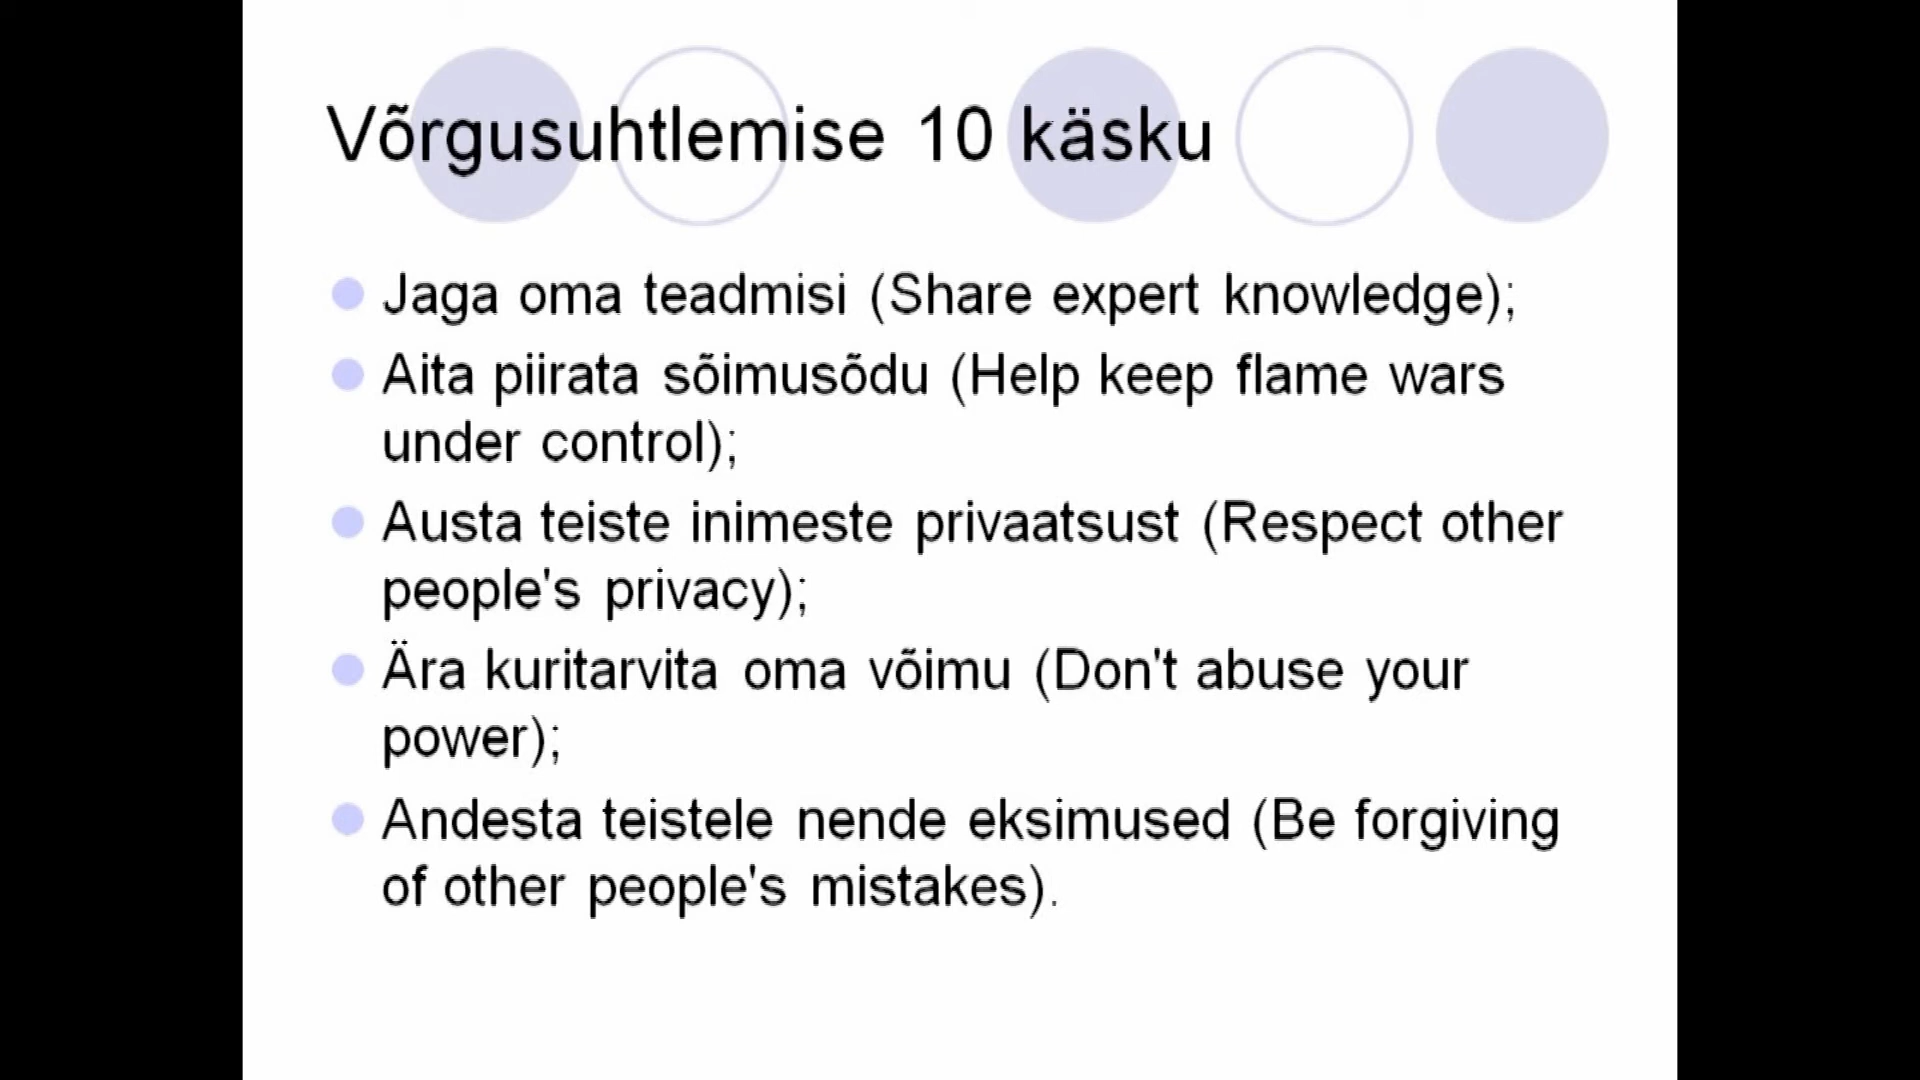 Võrgusuhtlemise 10 käsku
Jaga oma teadmisi (Share expert knowledge);
Aita piirata sõimusõdu (Help keep flame wars
under control);
Austa teiste inimeste privaatsust (Respect other
people's privacy);
Ära kuritarvita oma võimu (Don't abuse your
power);
Andesta teistele nende eksimused (Be forgiving
of other people's mistakes).